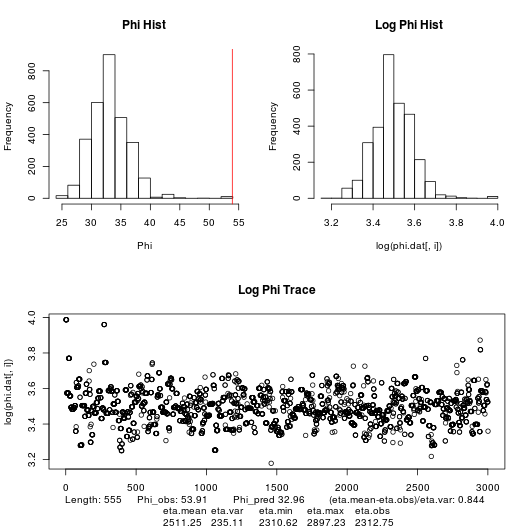 Phi Hist
Log Phi Hist
Frequency
0 200 400 600 800
25 30 35 40 45 50 55
Phi
Frequency
0 200 400 600 800
3.2 3.4 3.6 3.8 4.0
log(phi.dat[, i])
Log Phi Trace
log(phi.dat[, i])
3.2 3.4 3.6 3.8 4.0
0 500 1000 1500 2000 2500 3000
Length: 555 Phi_obs: 53.91 Phi_pred 32.96 (eta.mean-eta.obs)/eta.var: 0.844
eta.mean eta.var eta.min eta.max eta.obs
2511.25 235.11 2310.62 2897.23 2312.75